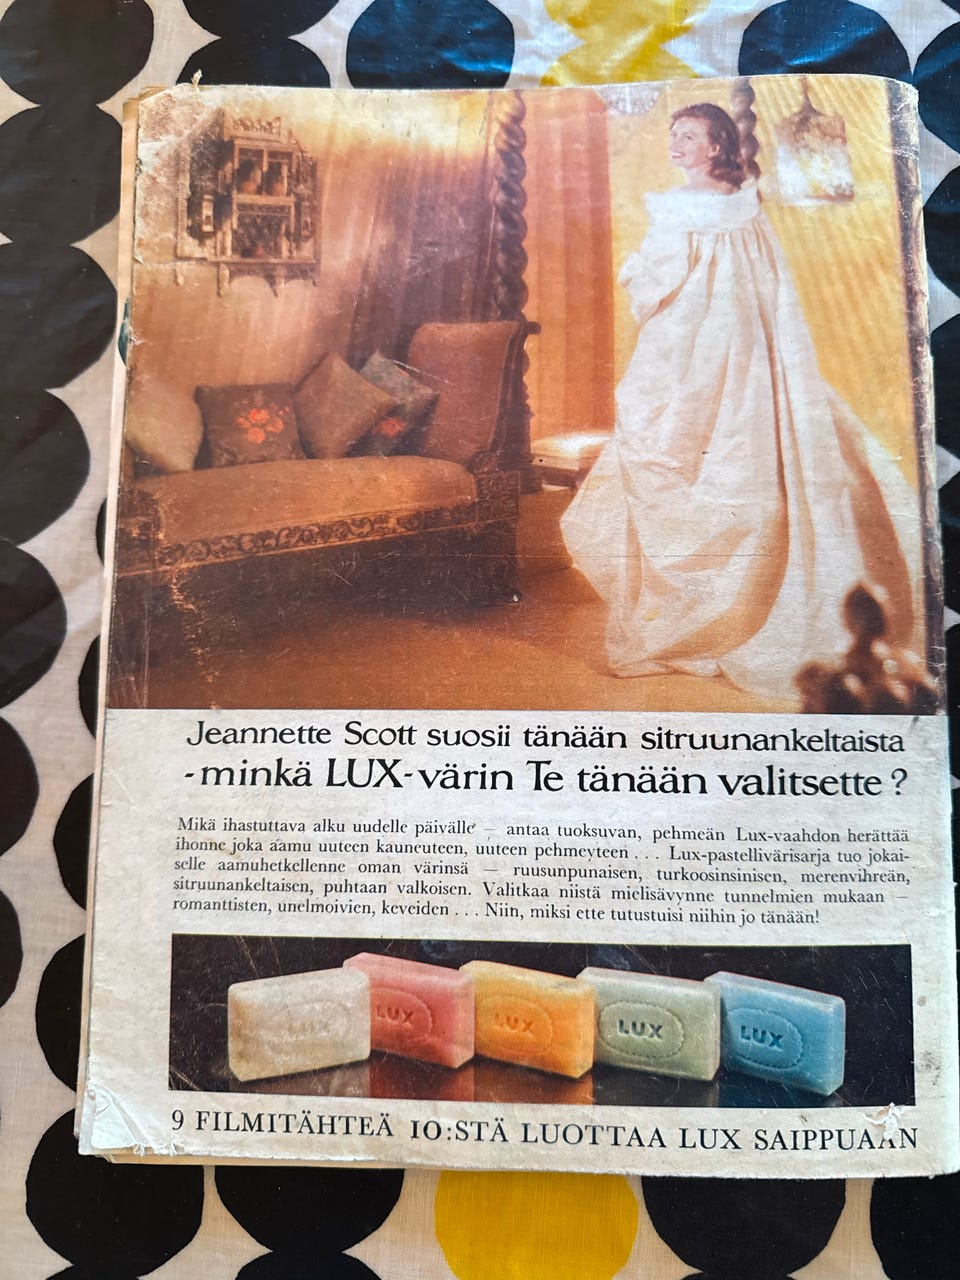 Jeannette Scott suosii tänään sitruunankeltaista
- minkä LUX-värin Te tänään valitsette?
Mikä ihastuttava alku uudelle päivälle — antaa tuoksuvan, pehmeän Lux-vaahdon herättää
ihonne joka aamu uuteen kauneuteen, uuteen pehmeyteen . . . Lux-pastellivärisarja tuo jokai-
selle aamuhetkellenne oman värinsä — ruusunpunaisen, turkoosinsinisen, merenvihreän,
sitruunankeltaisen, puhtaan valkoisen. Valitkaa niistä mielisävynne tunnelmien mukaan —
romanttisten, unelmoivien, keveiden . . . Niin, miksi ette tutustuisi niihin jo tänään!
LUX LUX LUX LUX LUX
9 FILMITÄHTEÄ 10:STÄ LUOTTAA LUX SAIPPUAAN